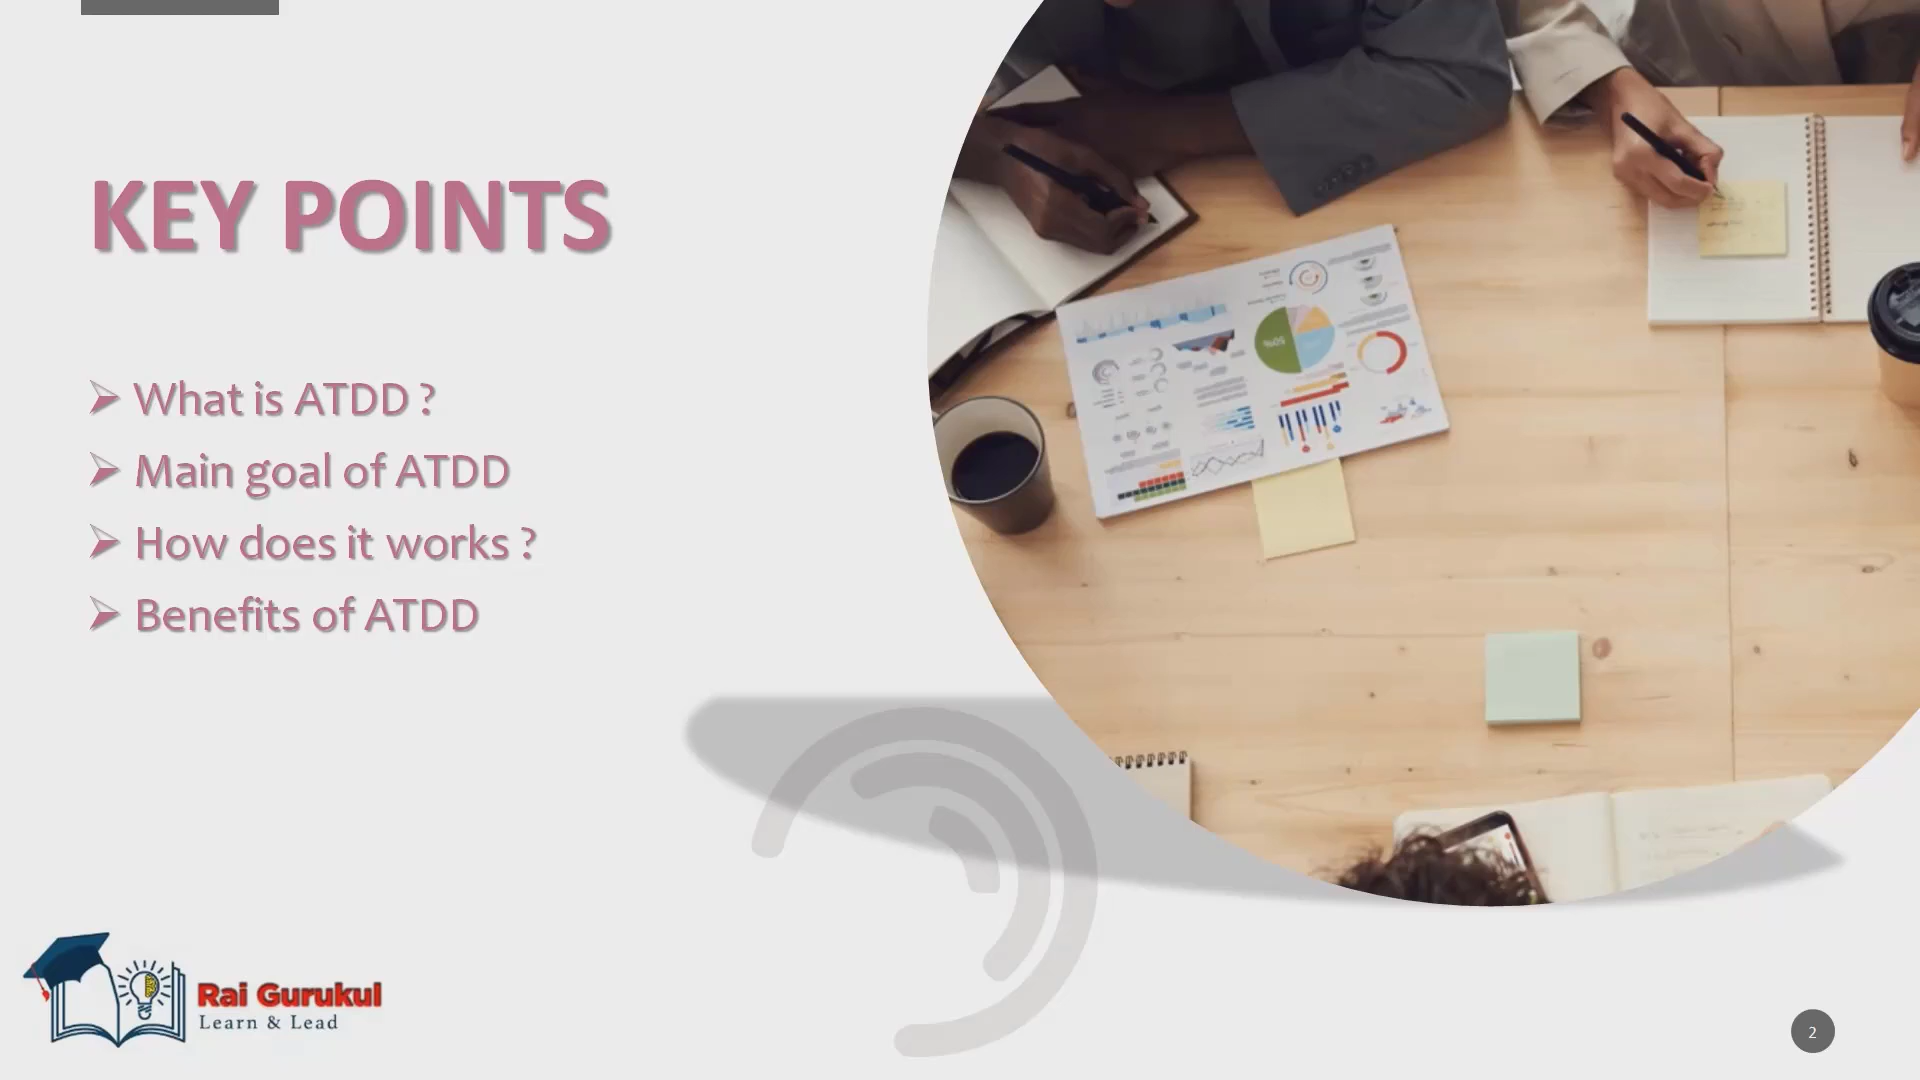 KEY POINTS
What is ATDD ?
Main goal of ATDD
How does it works ?
Benefits of ATDD
Rai Gurukul
Learn & Lead
2